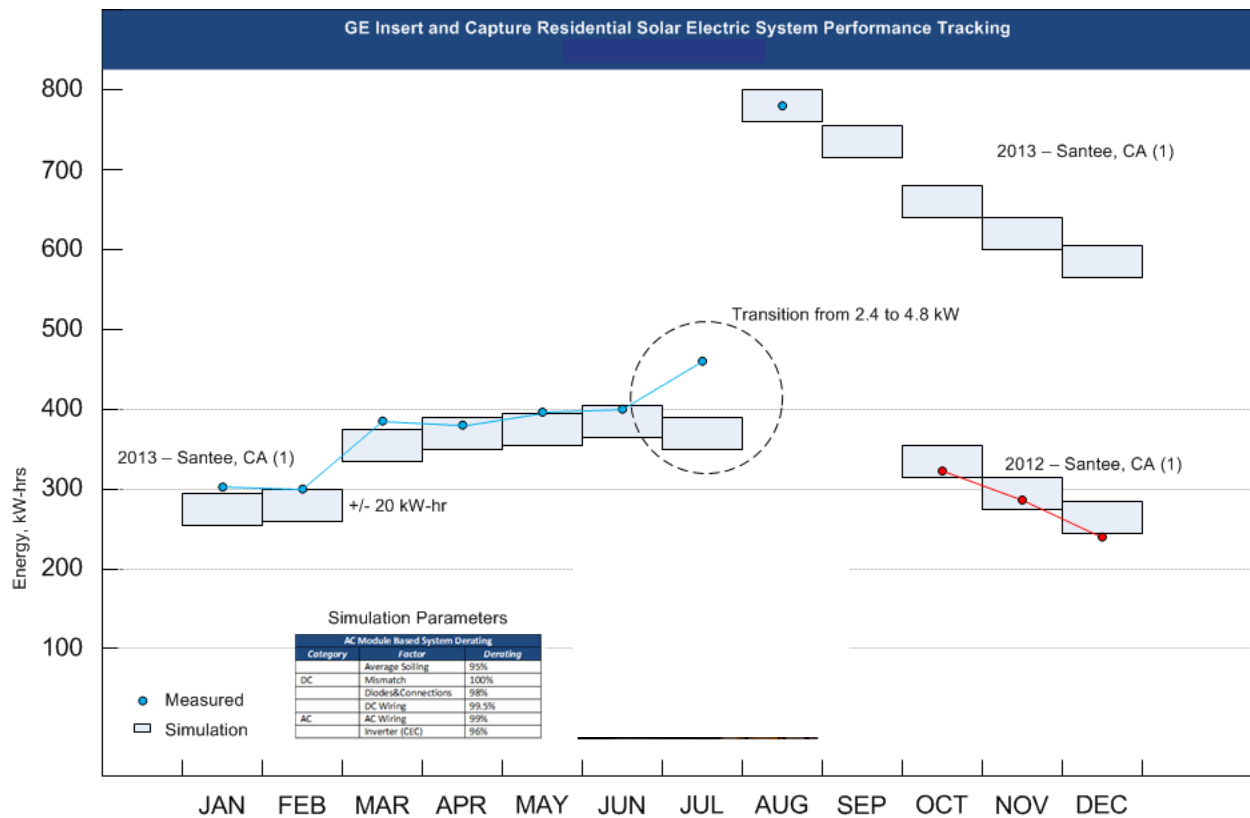 GE Insert and Capture Residential Solar Electric System Performance Tracking
800
700
600
500
400
300
200
100
Energy, kW-hrs
2013 – Santee, CA (1)
Transition from 2.4 to 4.8 kW
2013 – Santee, CA (1)
+/- 20 kW-hr
2012 – Santee, CA (1)
Simulation Parameters
AC Module Based System Derating
Category Factor Derating
Average Soiling 95%
DC Mismatch 100%
Diodes&Connections 98%
DC Wiring 99.5%
AC AC Wiring 99%
Inverter (CEC) 96%
Measured
Simulation
JAN FEB MAR APR MAY JUN JUL AUG SEP OCT NOV DEC